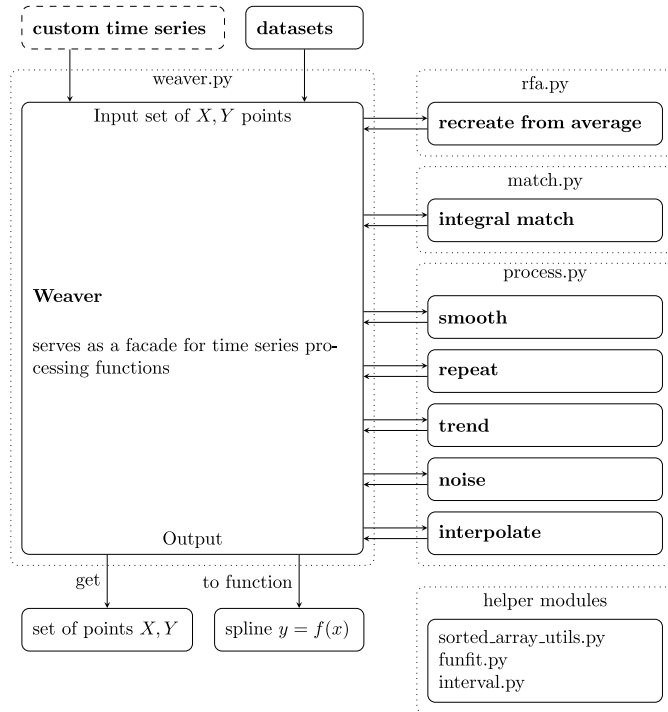 custom time series
datasets
weaver.py
Input set of X, Y points
Weaver
serves as a facade for time series pro-
cessing functions
Output
get
to function
set of points X, Y
spline y = f(x)
rfa.py
recreate from average
match.py
integral match
process.py
smooth
repeat
trend
noise
interpolate
helper modules
sorted_array_utils.py
funfit.py
interval.py